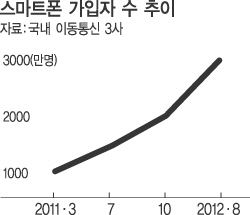 스마트폰 가입자 수 추이
자료:국내 이동통신 3사
3000(만명)
2000
1000
2011·3 7 10 2012·8